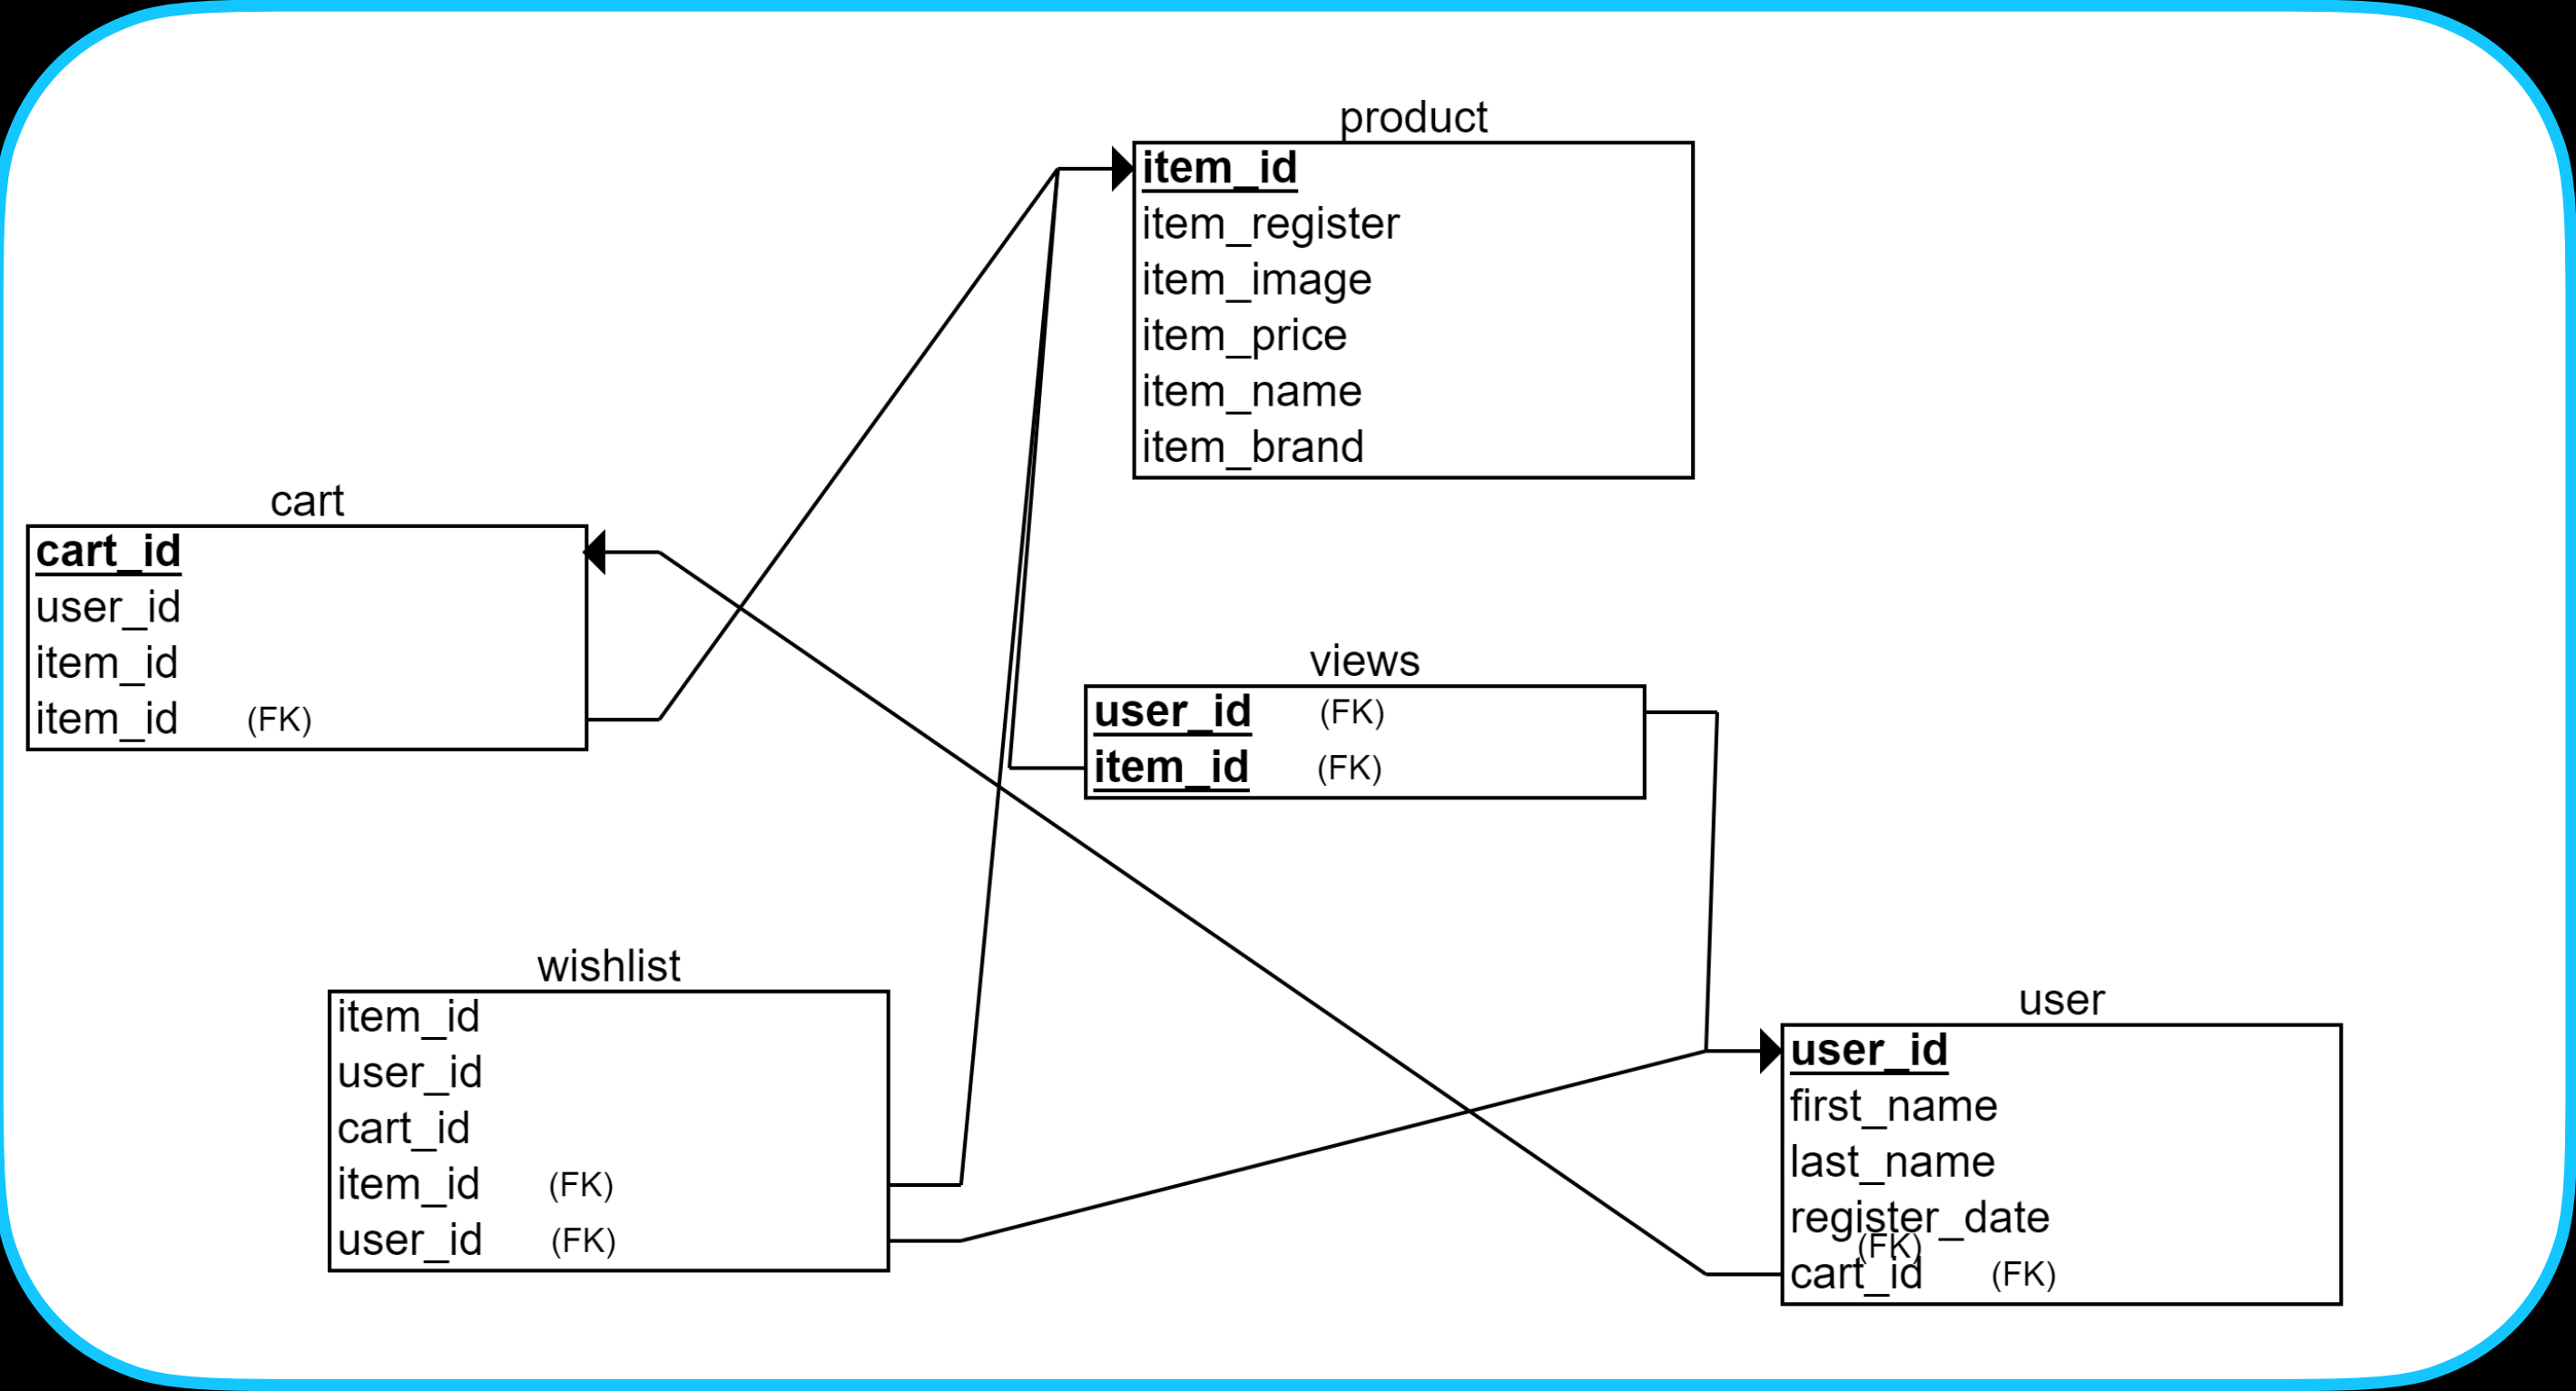 product
item_id
item_register
item_image
item_price
item_name
item_brand
cart
cart_id
user_id
item_id
item_id (FK)
views
user_id (FK)
item_id (FK)
wishlist
item_id
user_id
cart_id
item_id (FK)
user_id (FK)
user
user_id
first_name
last_name
register_date
(FK)
cart_id (FK)